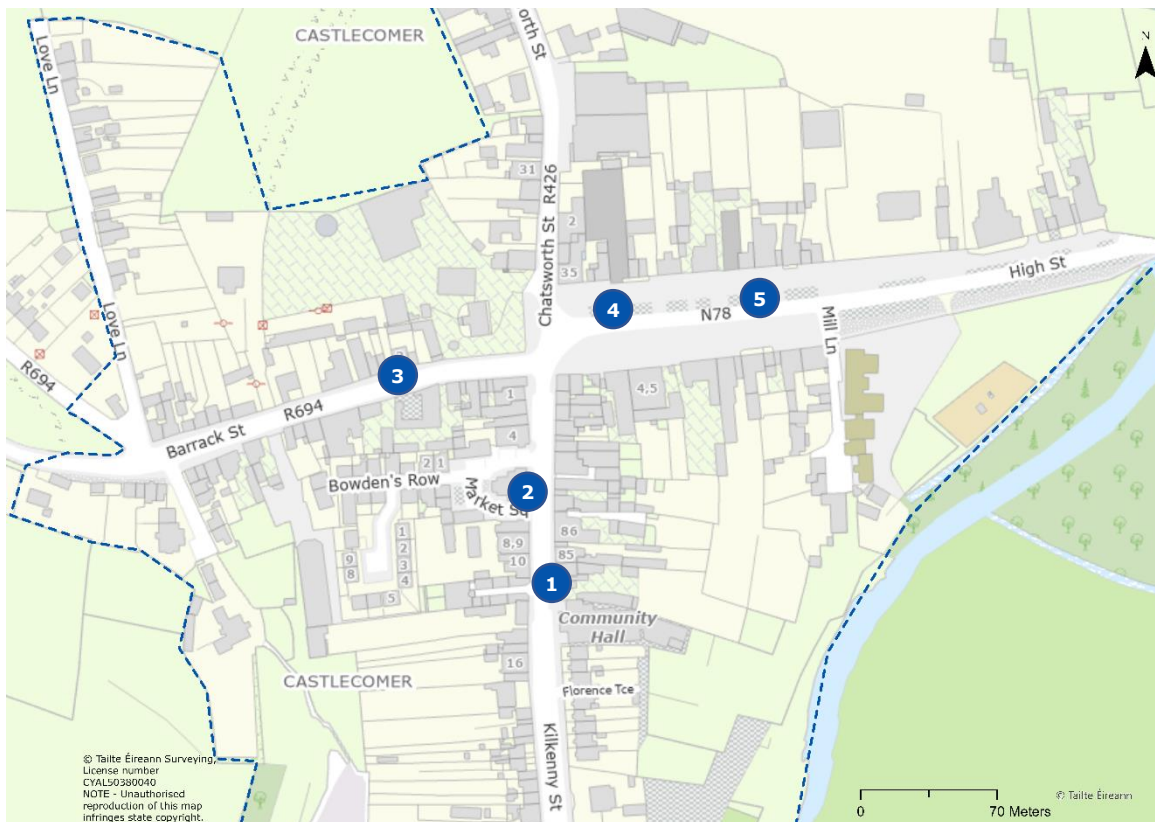 CASTLECOMER
orth St
N
Love Ln
31
Chatsworth St R426
2
35
High St
4
5
N78
Mill Ln
Love Ln
R694
3
R694
Barrack St
1
4,5
4
2 1
Bowden's Row
Market Sq
2
86
8,9
85
10
1
1
2
3
4
9
8
5
Community
Hall
16
CASTLECOMER
Florence Tce
Kilkenny St
© Tailte Éireann Surveying,
License number
CYAL50380040
NOTE - Unauthorised
reproduction of this map
infringes state copyright.
© Tailte Éireann
0 70 Meters